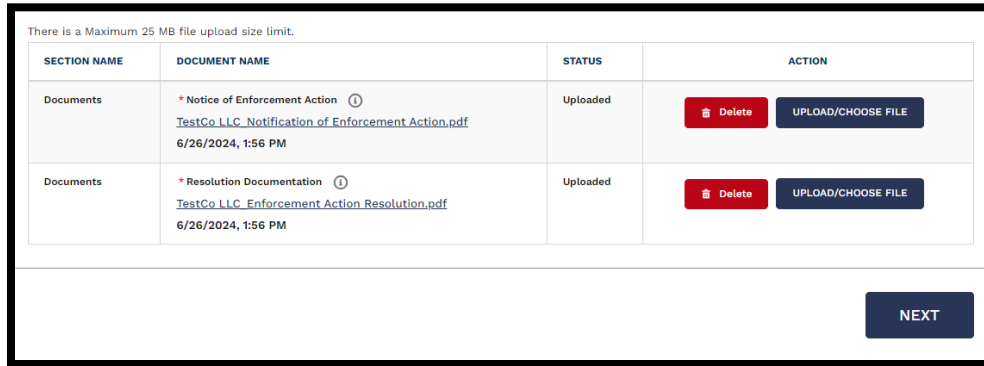 There is a Maximum 25 MB file upload size limit.
SECTION NAME DOCUMENT NAME STATUS ACTION
Documents * Notice of Enforcement Action i Uploaded Delete UPLOAD/CHOOSE FILE
TestCo LLC_Notification of Enforcement Action.pdf
6/26/2024, 1:56 PM
Documents * Resolution Documentation i Uploaded Delete UPLOAD/CHOOSE FILE
TestCo LLC_Enforcement Action Resolution.pdf
6/26/2024, 1:56 PM
NEXT